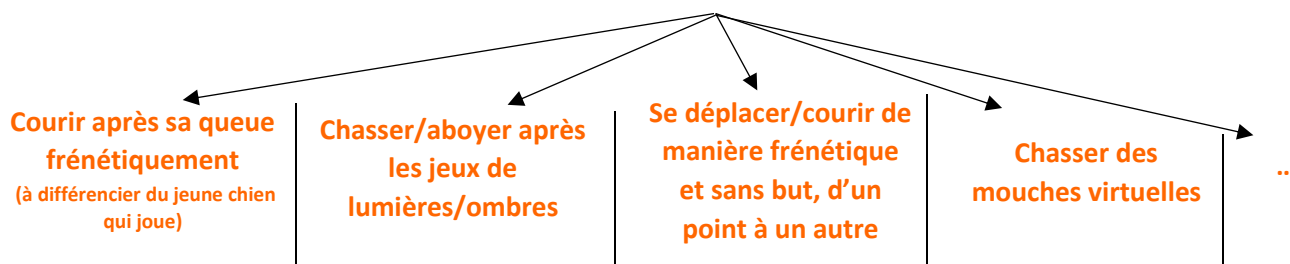 Courir après sa queue
frénétiquement
(à différencier du jeune chien
qui joue)
Chasser/aboyer après
les jeux de
lumières/ombres
Se déplacer/courir de
manière frénétique
et sans but, d’un
point à un autre
Chasser des
mouches virtuelles
..